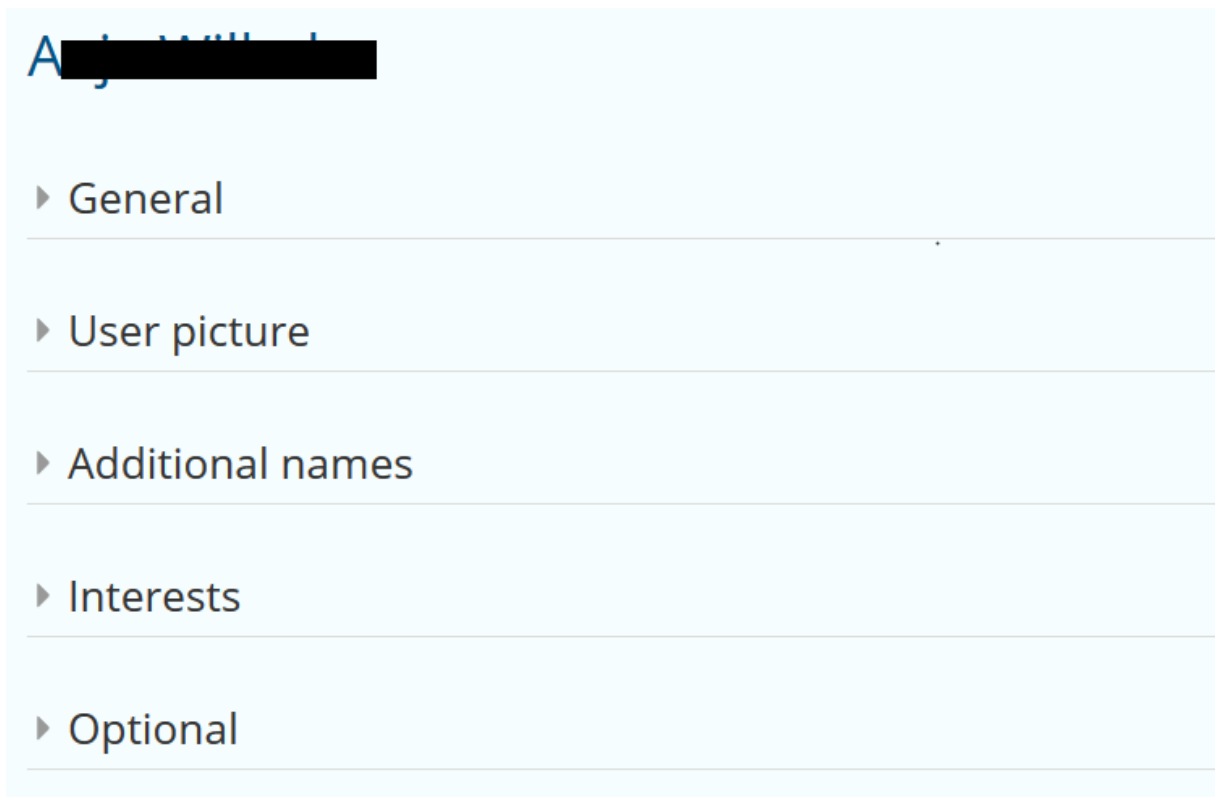 A
General
User picture
Additional names
Interests
Optional